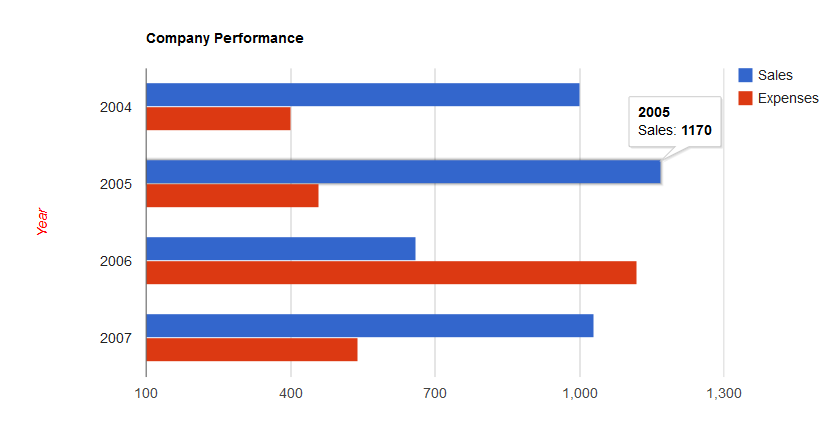 Company Performance
Sales
Expenses
2005
Sales: 1170
2004
2005
2006
2007
Year
100 400 700 1,000 1,300